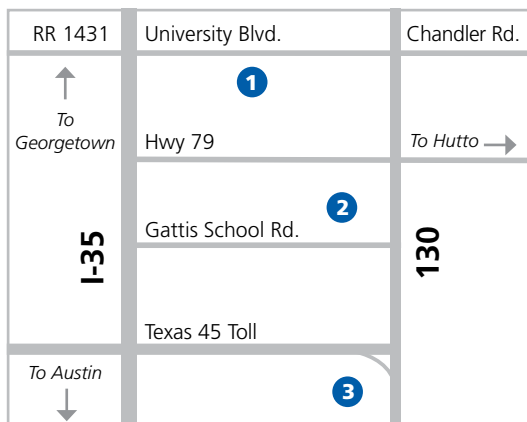 RR 1431
University Blvd.
Chandler Rd.
1
To
Georgetown
Hwy 79
To Hutto
2
Gattis School Rd.
I-35
130
Texas 45 Toll
To Austin
3